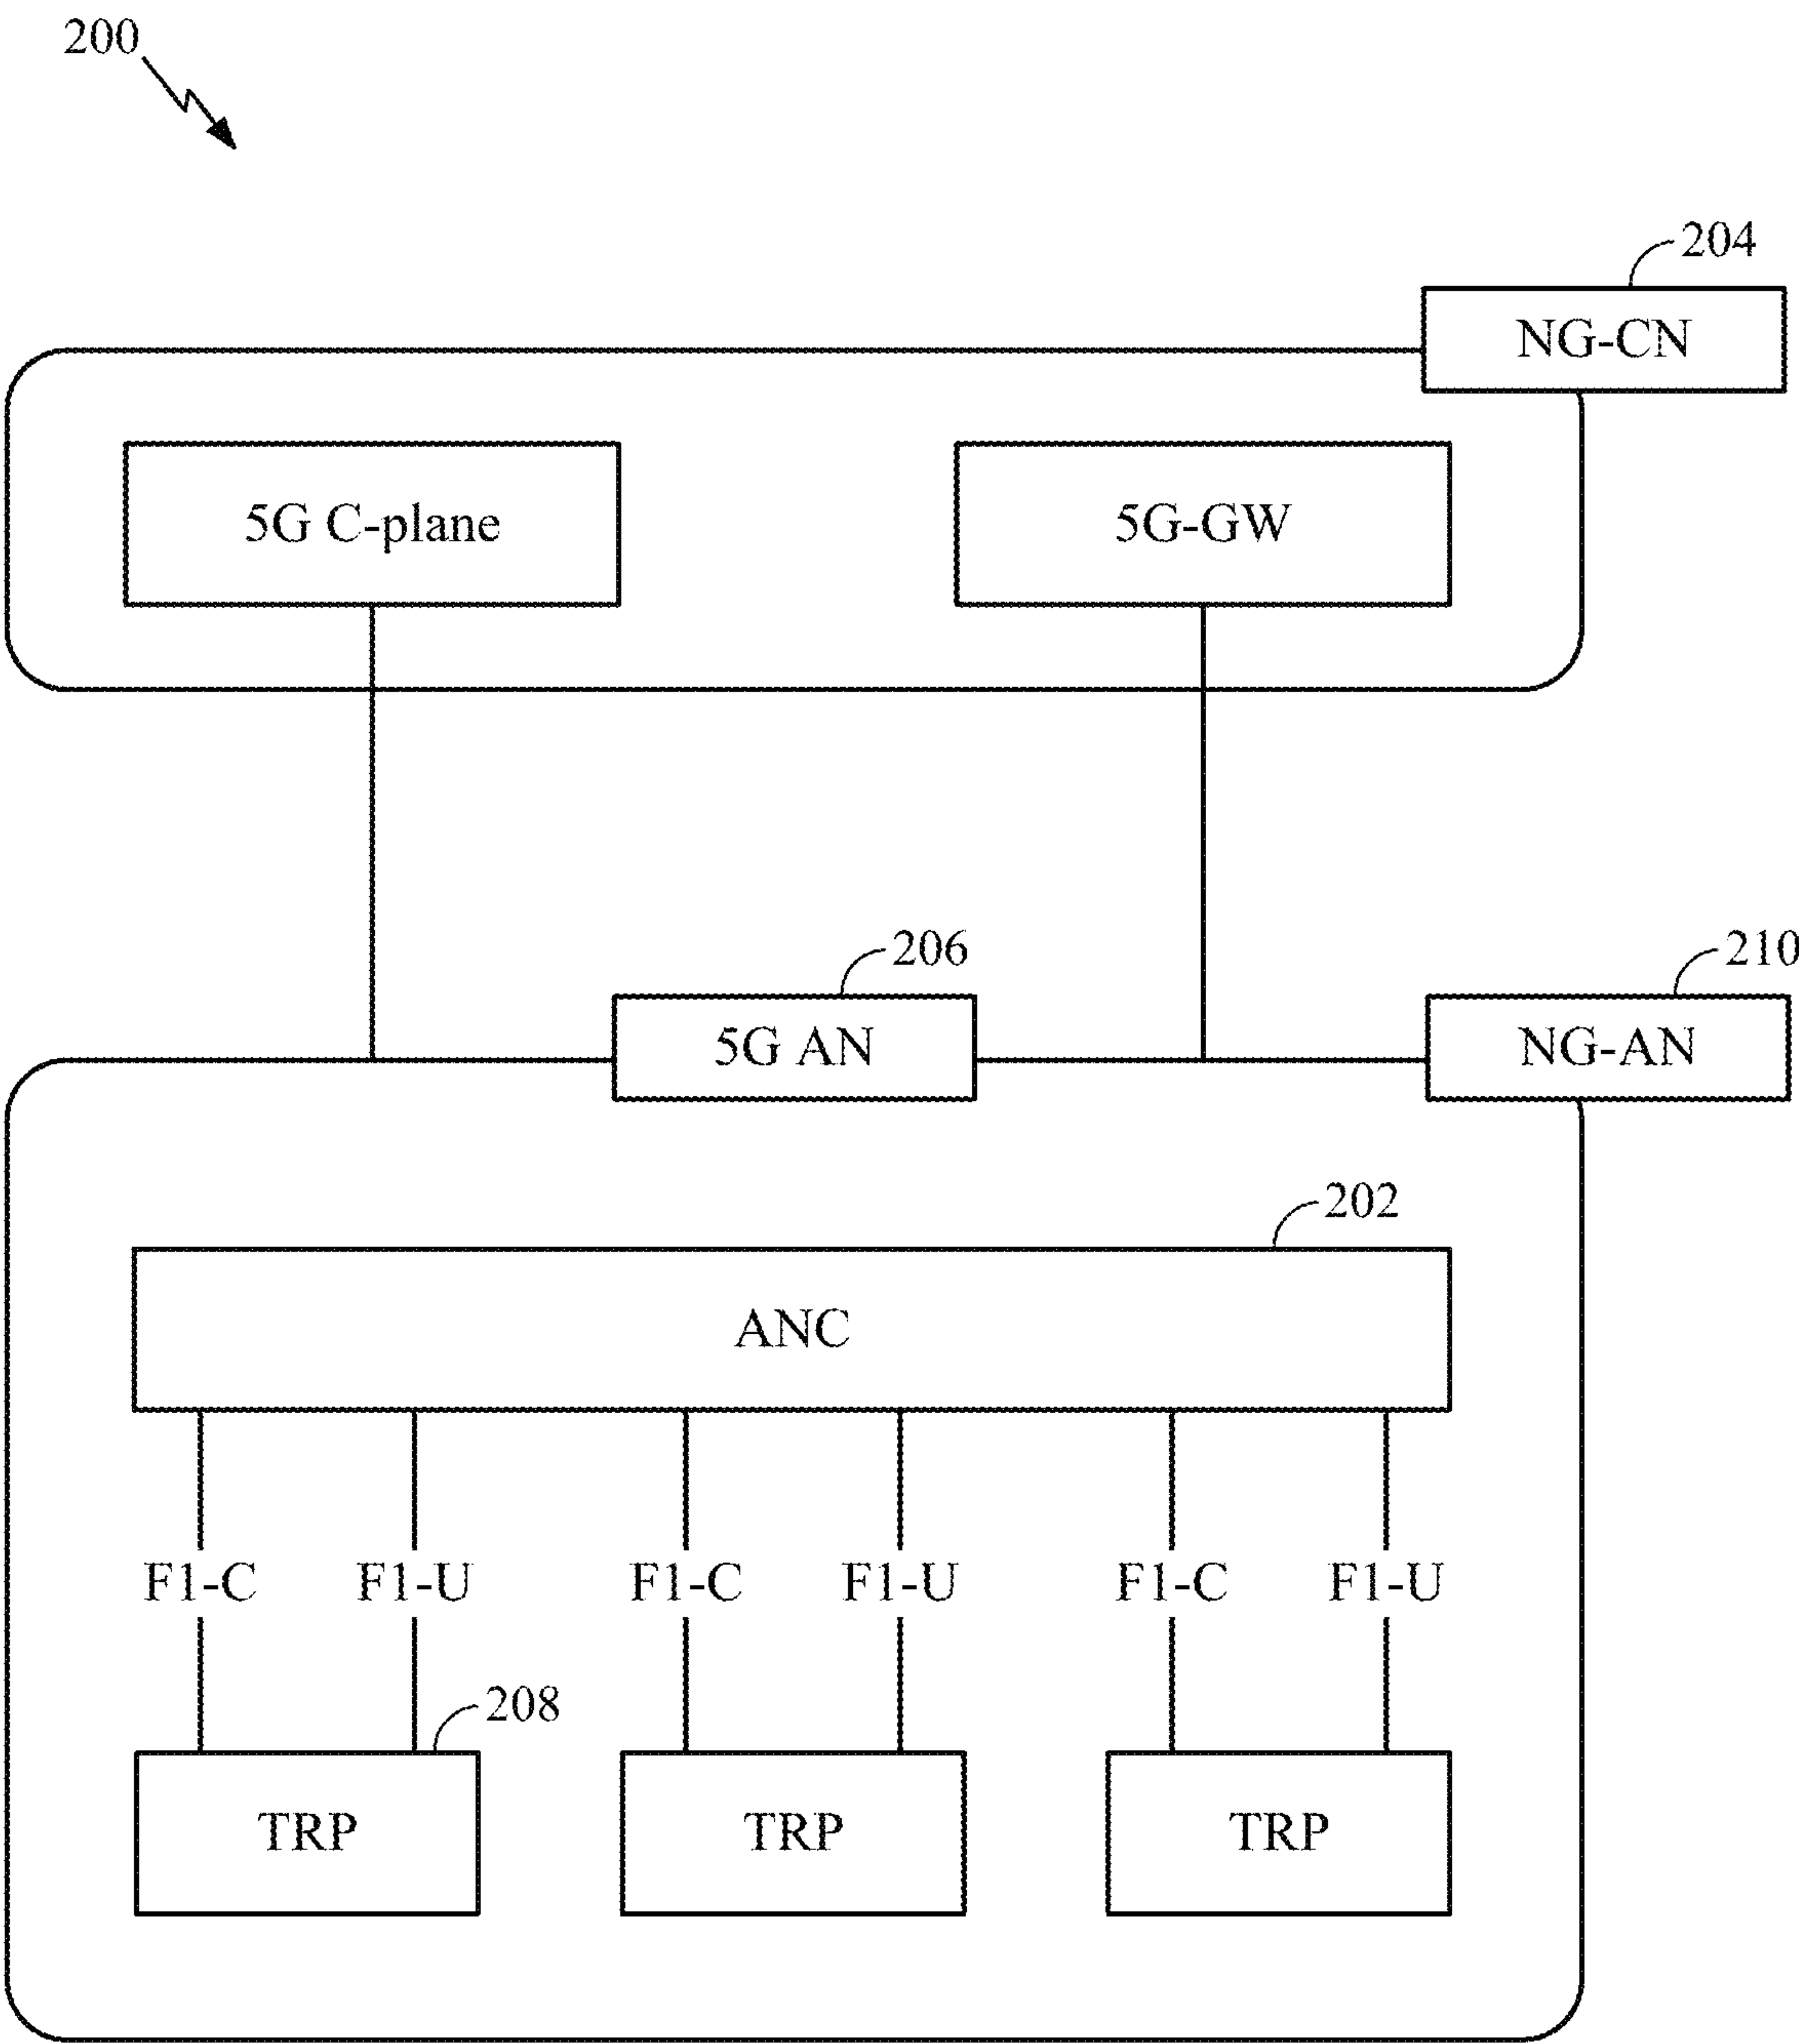 200
204
NG-CN
5G C-plane
5G-GW
206
210
5G AN
NG-AN
202
ANC
F1-C
F1-U
F1-C
F1-U
F1-C
F1-U
208
TRP
TRP
TRP